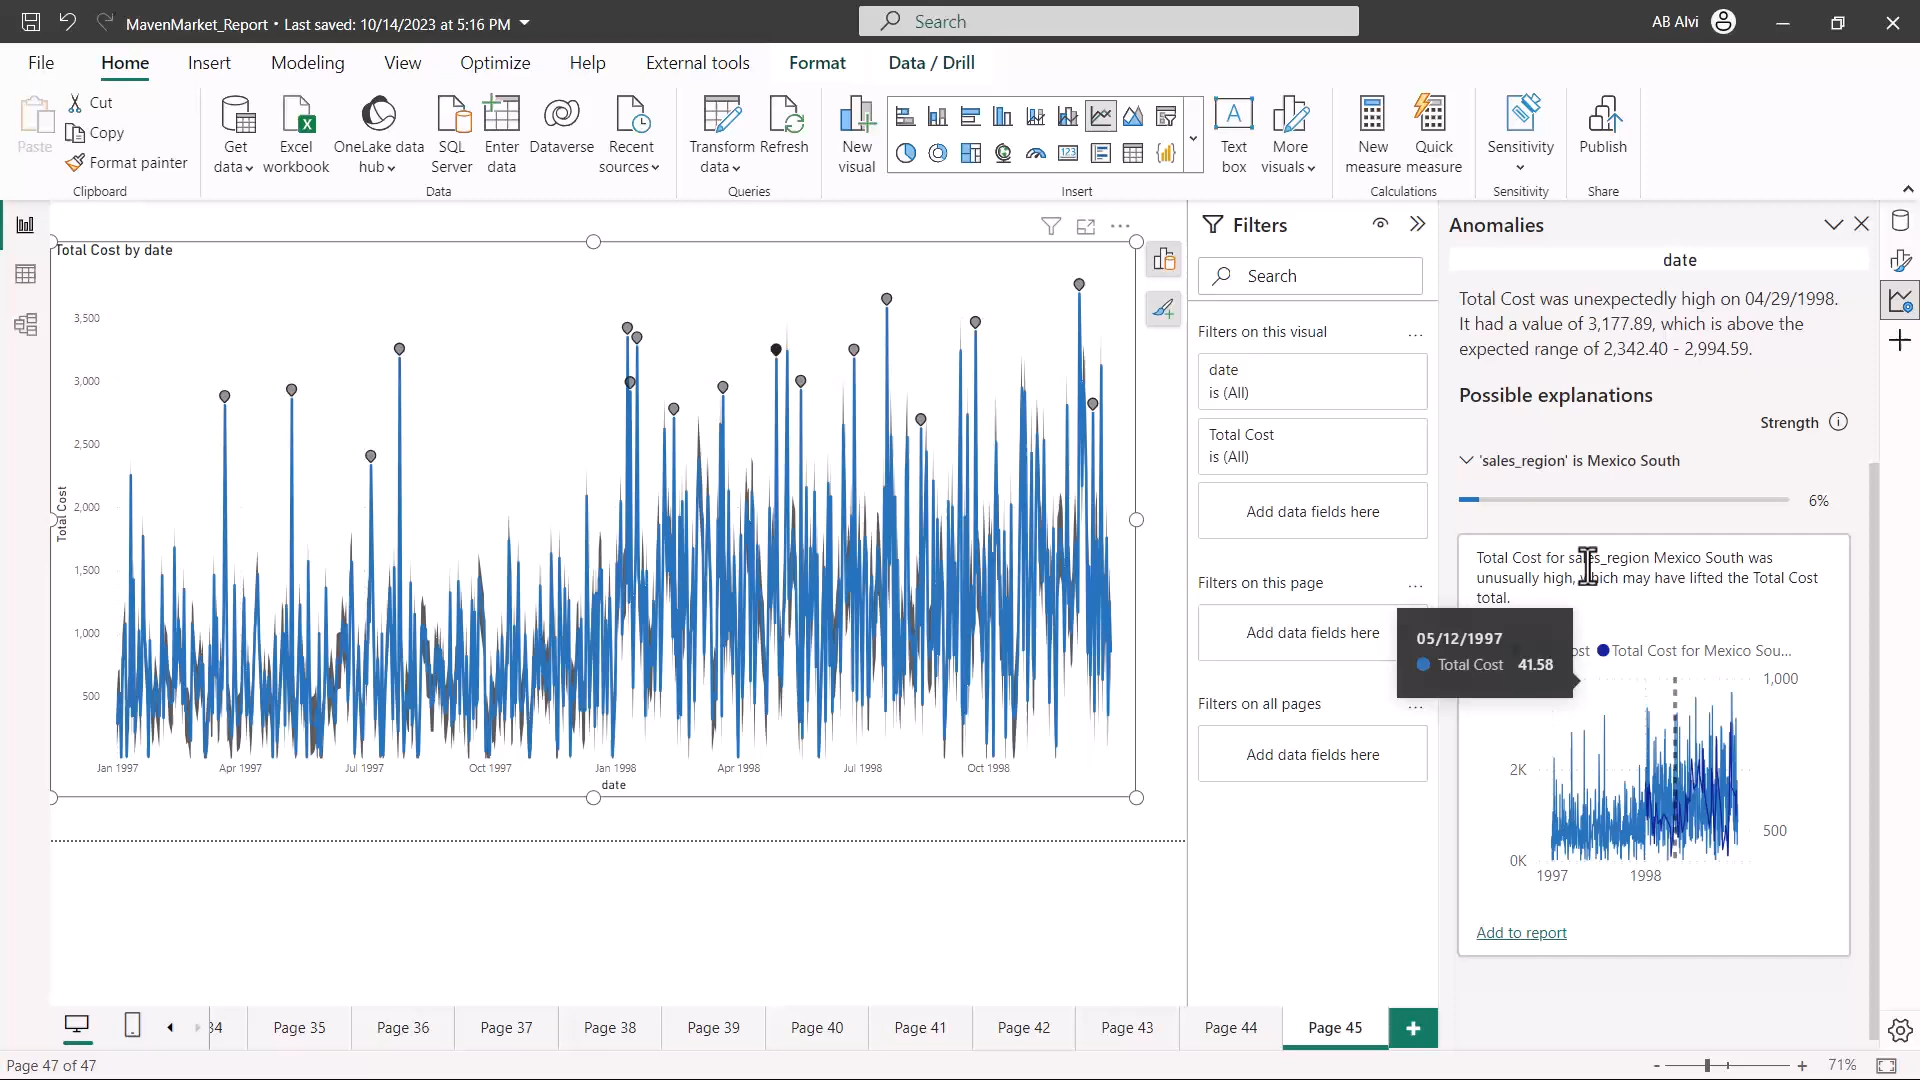 MavenMarket_Report • Last saved: 10/14/2023 at 5:16 PM
Search
AB Alvi
File
Home
Insert
Modeling
View
Optimize
Help
External tools
Format
Data / Drill
Paste
Cut
Copy
Format painter
Clipboard
Get data
Excel workbook
OneLake data hub
SQL Server
Enter data
Dataverse
Recent sources
Data
Transform data
Refresh
Queries
New visual
Text box
More visuals
Insert
New measure
Quick measure
Calculations
Sensitivity
Sensitivity
Publish
Share
Total Cost by date
3,500
3,000
2,500
2,000
1,500
1,000
500
Total Cost
Jan 1997
Apr 1997
Jul 1997
Oct 1997
Jan 1998
Apr 1998
Jul 1998
Oct 1998
date
Filters
Search
Filters on this visual
...
date
is (All)
Total Cost
is (All)
Add data fields here
Filters on this page
...
Add data fields here
Filters on all pages
...
Add data fields here
Anomalies
date
Total Cost was unexpectedly high on 04/29/1998.
It had a value of 3,177.89, which is above the
expected range of 2,342.40 - 2,994.59.
Possible explanations
Strength
'sales_region' is Mexico South
6%
Total Cost for sales_region Mexico South was
unusually high, which may have lifted the Total Cost
total.
05/12/1997
Total Cost 41.58
Total Cost for Mexico Sou...
1,000
2K
500
0K
1997
1998
Add to report
34
Page 35
Page 36
Page 37
Page 38
Page 39
Page 40
Page 41
Page 42
Page 43
Page 44
Page 45
Page 47 of 47
71%